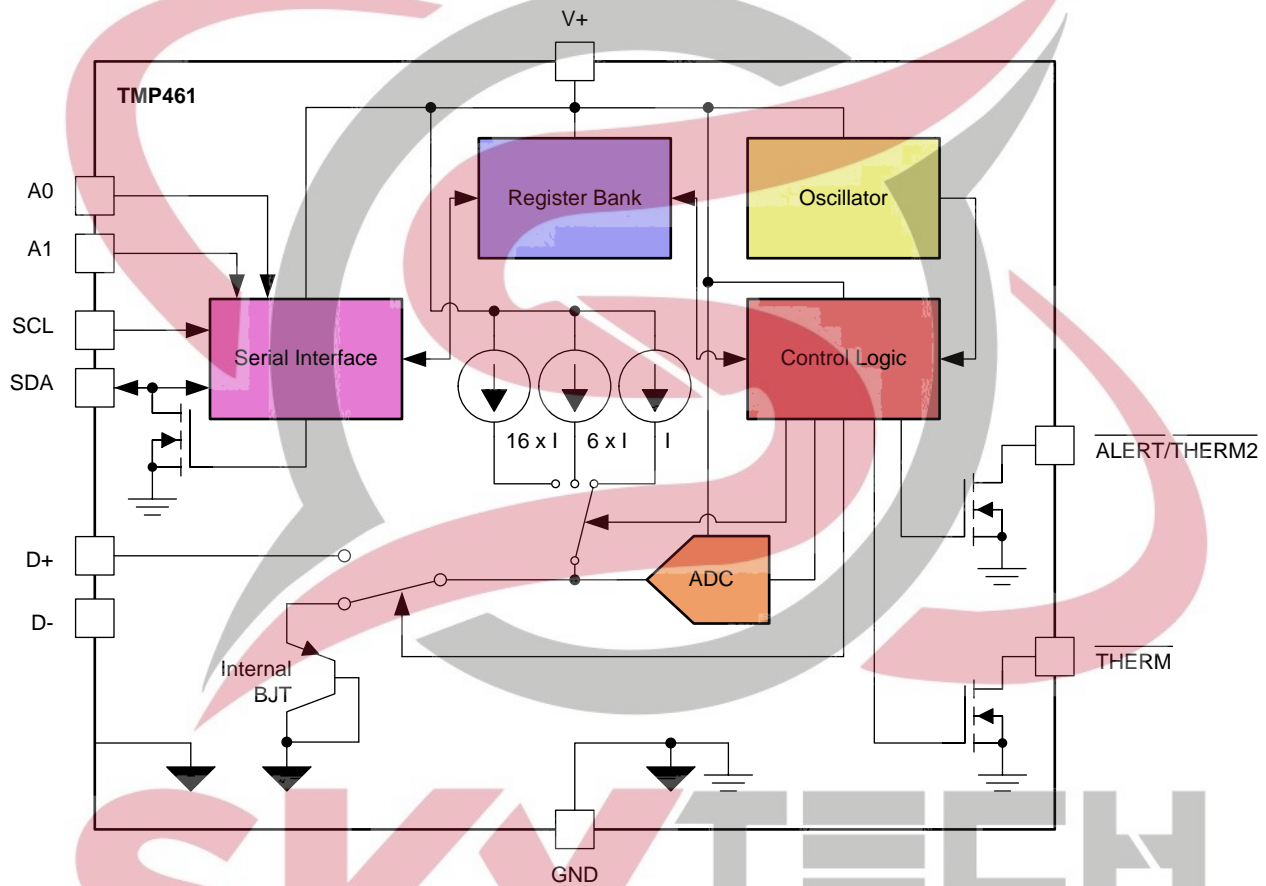 V+
TMP461
A0
Register Bank
Oscillator
A1
SCL
Serial Interface
Control Logic
SDA
16 x I
6 x I
I
ALERT/THERM2
D+
ADC
D-
Internal
BJT
THERM
GND
SKYTECH